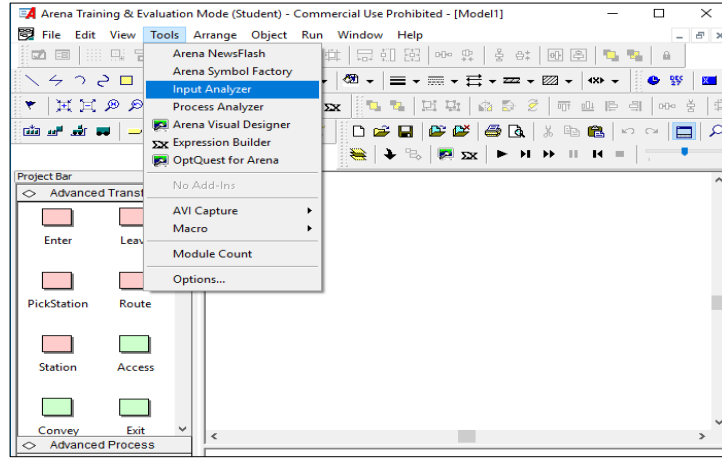 Arena Training & Evaluation Mode (Student) - Commercial Use Prohibited - [Model1]
File Edit View Tools Arrange Object Run Window Help
Arena NewsFlash
Arena Symbol Factory
Input Analyzer
Process Analyzer
Arena Visual Designer
Expression Builder
OptQuest for Arena
No Add-Ins
AVI Capture
Macro
Module Count
Options...
Project Bar
Advanced Transf
Enter Leav
PickStation Route
Station Access
Convey Exit
Advanced Process